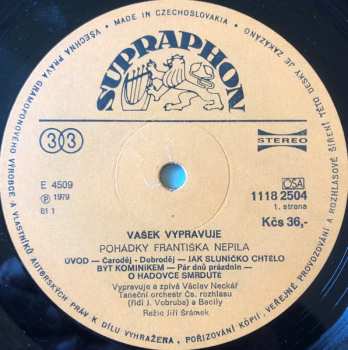 MADE IN CZECHOSLOVAKIA
VŠECHNA PRÁVA GRAMOFONOVÉHO VÝROBCE A VLASTNÍKŮ AUTORSKÝCH PRÁV K DÍLU VYHRAŽENA. POŘIZOVÁNÍ KOPIÍ, VEŘEJNÉ PROVOZOVÁNÍ A ROZHLASOVÉ ŠÍŘENÍ TÉTO DESKY JE ZAKÁZÁNO
SUPRAPHON
33
STEREO
E 4509
Ⓟ 1979
61 1
OSA
1118 2504
1. strana
Kčs 36,-
VAŠEK VYPRAVUJE
POHÁDKY FRANTIŠKA NEPILA
ÚVOD — Čaroděj - Dobroděj — JAK SLUNÍČKO CHTĚLO
BÝT KOMINÍKEM — Pár dnů prázdnin —
O HADOVCE SMRDUTÉ
Vypravuje a zpívá Václav Neckář
Taneční orchestr Čs. rozhlasu
(řídí J. Vobruba) a Bacily
Režie Jiří Šrámek